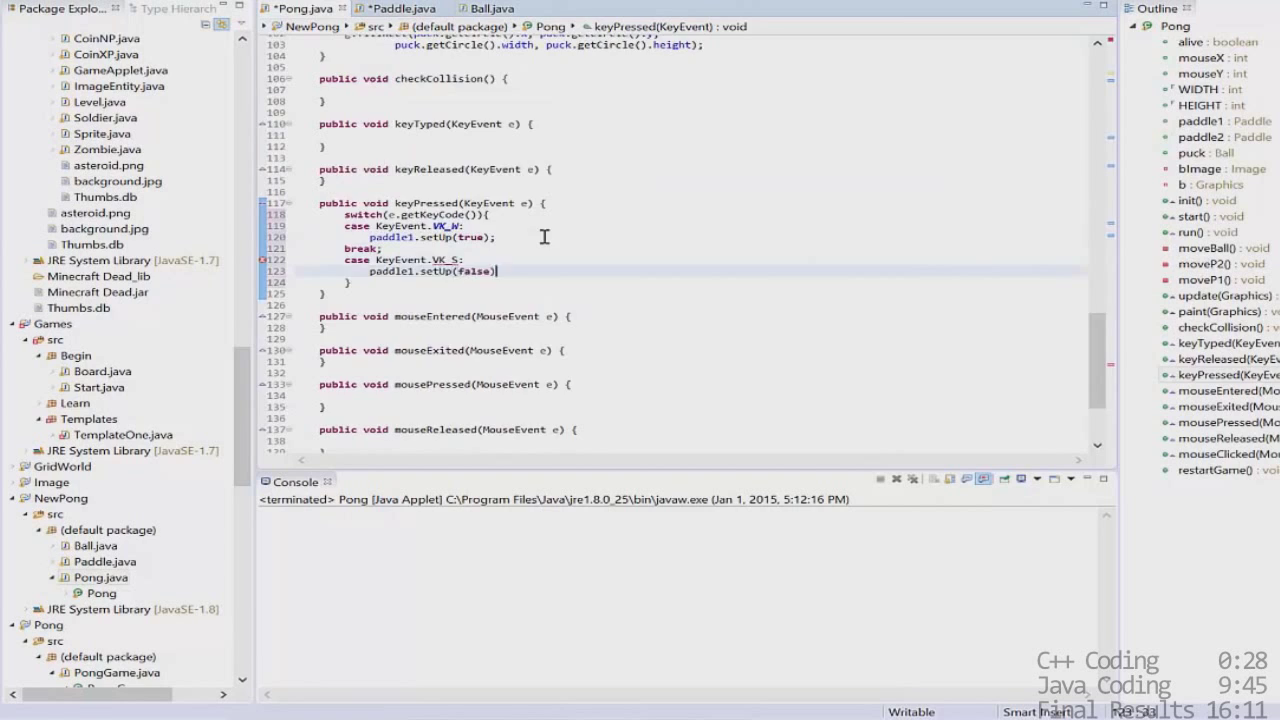 Package Explo...
Type Hierarch
*Pong.java
*Paddle.java
Ball.java
Outline
NewPong
src
(default package)
Pong
keyPressed(KeyEvent) : void
CoinNP.java
CoinXP.java
GameApplet.java
ImageEntity.java
Level.java
Soldier.java
Sprite.java
Zombie.java
asteroid.png
background.jpg
Thumbs.db
asteroid.png
background.png
Thumbs.db
JRE System Library [JavaSE-1.7]
Minecraft Dead_lib
Minecraft Dead.jar
Thumbs.db
Games
src
Begin
Board.java
Start.java
Learn
Templates
TemplateOne.java
JRE System Library [JavaSE-1.7]
GridWorld
Image
NewPong
src
(default package)
Ball.java
Paddle.java
Pong.java
Pong
JRE System Library [JavaSE-1.8]
Pong
src
(default package)
PongGame.java
103 puck.getCircle().width, puck.getCircle().height);
104 }
105
106 public void checkCollision() {
107
108 }
109
110 public void keyTyped(KeyEvent e) {
111
112 }
113
114 public void keyReleased(KeyEvent e) {
115 }
116
117 public void keyPressed(KeyEvent e) {
118 switch(e.getKeyCode()){
119 case KeyEvent.VK_W:
120 paddle1.setUp(true);
121 break;
122 case KeyEvent.VK_S:
123 paddle1.setUp(false)
124 }
125 }
126
127 public void mouseEntered(MouseEvent e) {
128 }
129
130 public void mouseExited(MouseEvent e) {
131 }
132
133 public void mousePressed(MouseEvent e) {
134
135 }
136
137 public void mouseReleased(MouseEvent e) {
138
Pong
alive : boolean
mouseX : int
mouseY : int
WIDTH : int
HEIGHT : int
paddle1 : Paddle
paddle2 : Paddle
puck : Ball
bImage : Image
b : Graphics
init() : void
start() : void
run() : void
moveBall() : void
moveP2() : void
moveP1() : void
update(Graphics)
paint(Graphics) :
checkCollision() :
keyTyped(KeyEve
keyReleased(KeyE
keyPressed(KeyEv
mouseEntered(Mo
mouseExited(Mou
mousePressed(Mo
mouseReleased(M
mouseClicked(Mo
restartGame() : vo
Console
<terminated> Pong [Java Applet] C:\Program Files\Java\jre1.8.0_25\bin\javaw.exe (Jan 1, 2015, 5:12:16 PM)
C++ Coding 0:28
Java Coding 9:45
Final Results 16:11
Writable
Smart Insert